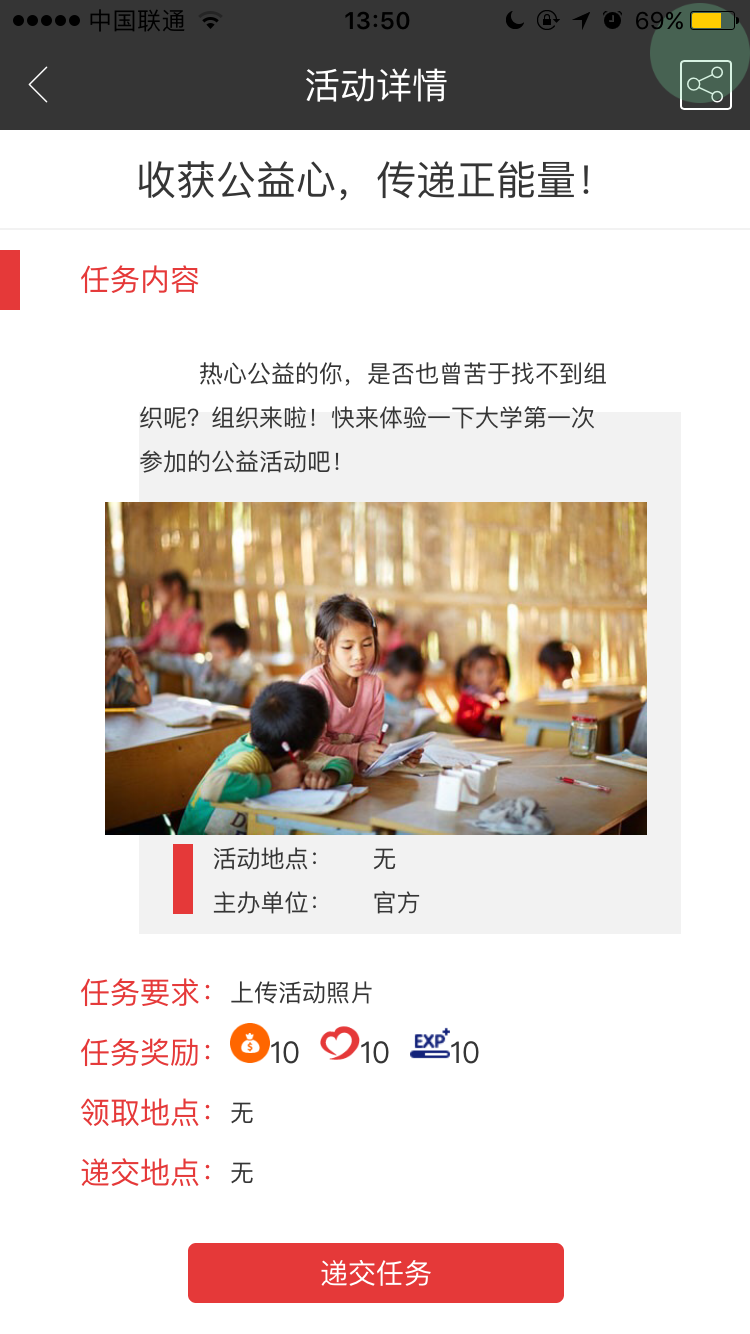 中国联通 13:50 69%
活动详情
收获公益心，传递正能量！
任务内容
热心公益的你，是否也曾苦于找不到组
织呢？组织来啦！快来体验一下大学第一次
参加的公益活动吧！
活动地点： 无
主办单位： 官方
任务要求：上传活动照片
任务奖励：10 10 EXP+ 10
领取地点：无
递交地点：无
递交任务